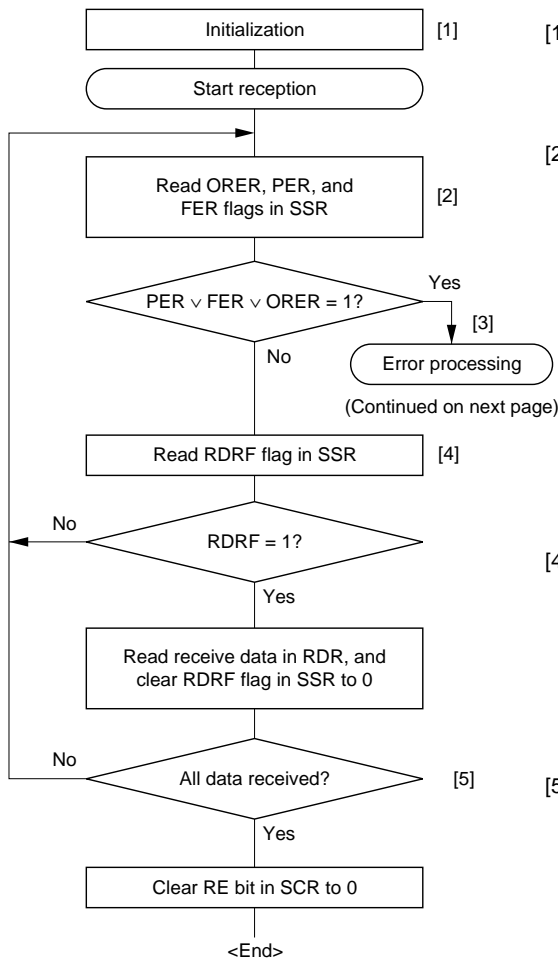 Initialization [1] [1
Start reception
[2
Read ORER, PER, and
FER flags in SSR
[2]
Yes
PER ∨ FER ∨ ORER = 1?
[3]
No
Error processing
(Continued on next page)
Read RDRF flag in SSR [4]
No
RDRF = 1?
[4
Yes
Read receive data in RDR, and
clear RDRF flag in SSR to 0
No
All data received? [5] [5
Yes
Clear RE bit in SCR to 0
<End>